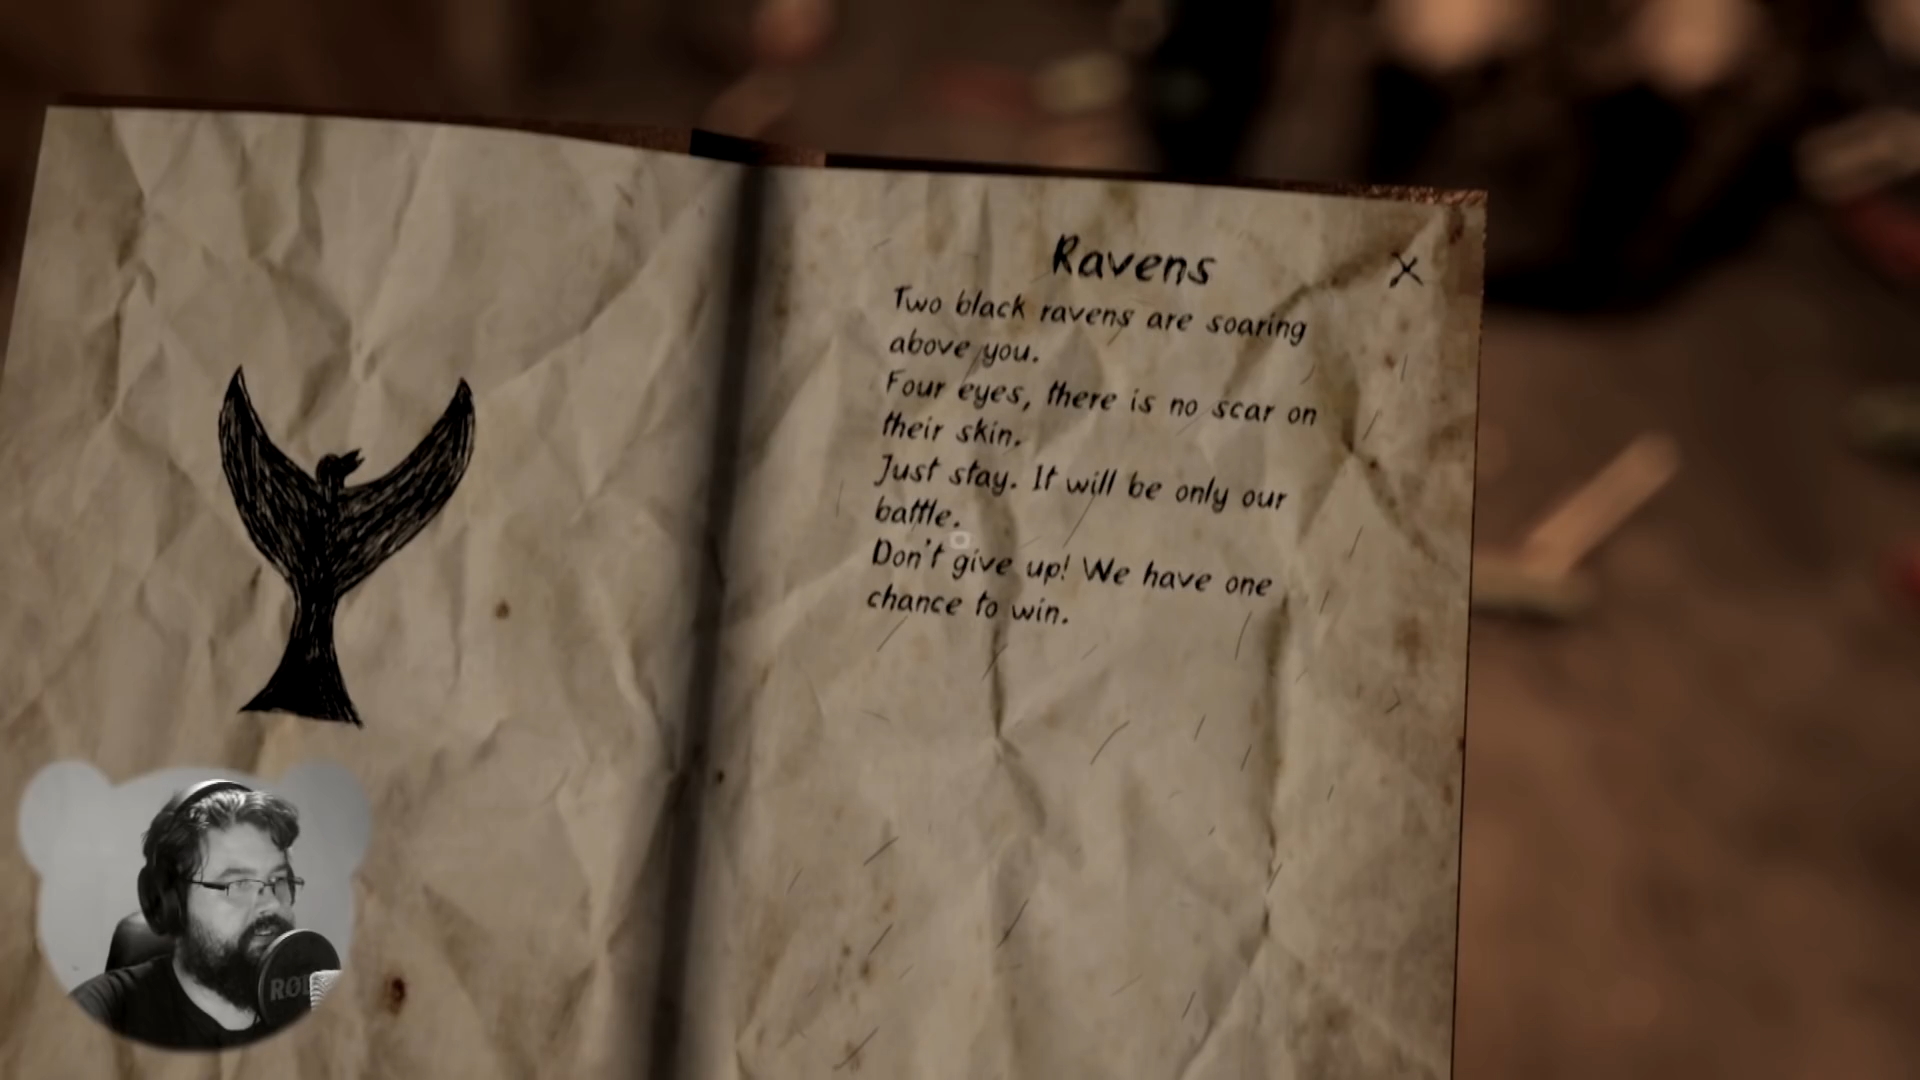 Ravens
X
Two black ravens are soaring
above you.
Four eyes, there is no scar on
their skin.
Just stay. It will be only our
battle.
Don't give up! We have one
chance to win.